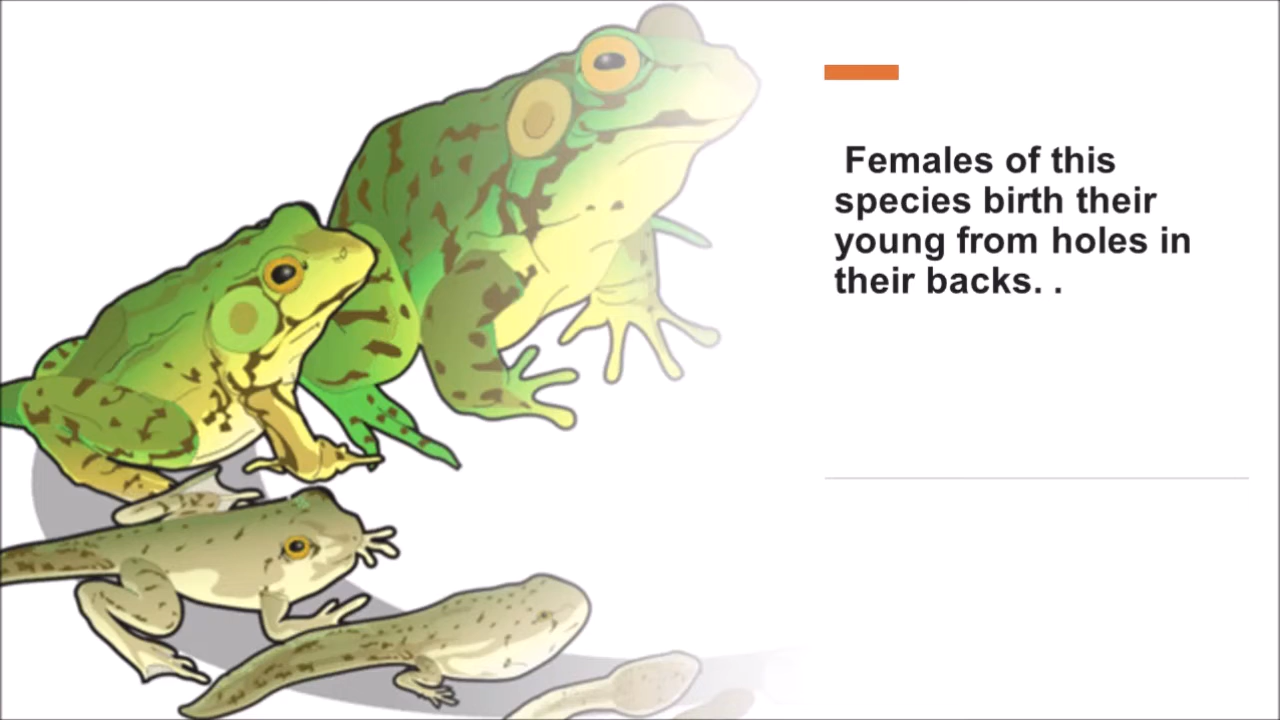 Females of this
species birth their
young from holes in
their backs. .